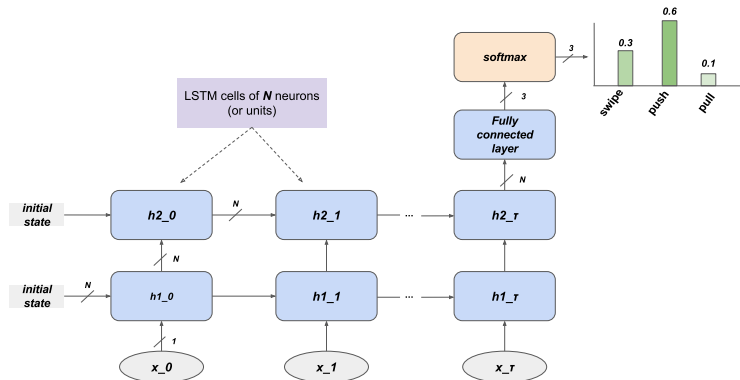 0.6
3
softmax
0.3
0.1
swipe
push
pull
3
LSTM cells of N neurons
(or units)
Fully
connected
layer
N
initial
state
h2_0
N
h2_1
...
h2_τ
N
initial
state
N
h1_0
h1_1
...
h1_τ
1
x_0
x_1
x_τ